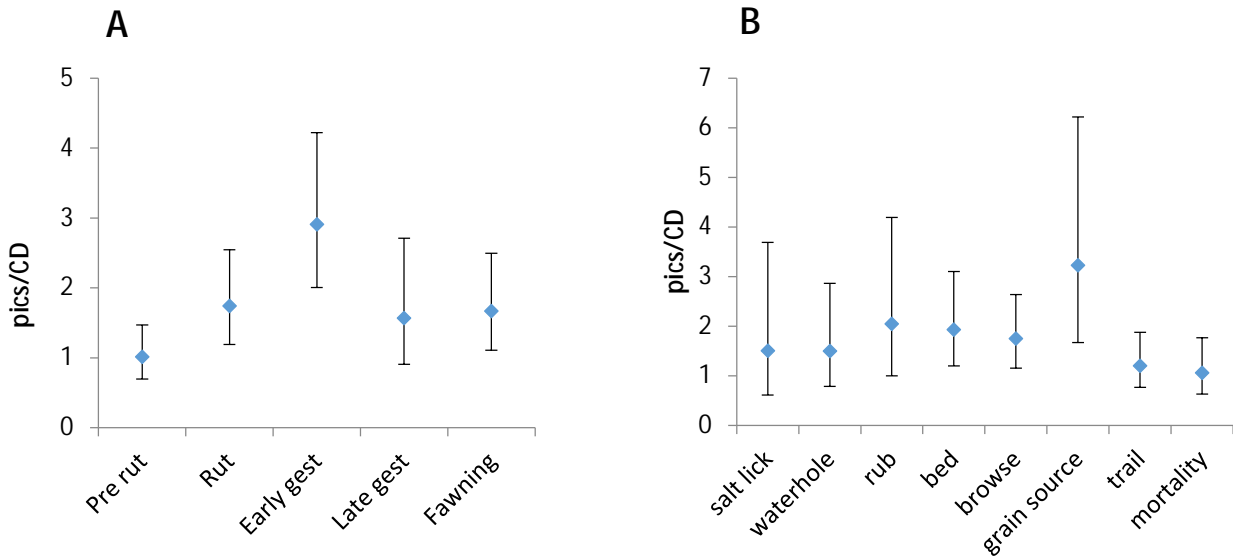 A
5
4
3
2
1
0
pics/CD
Pre rut
Rut
Early gest
Late gest
Fawning
B
7
6
5
4
3
2
1
0
pics/CD
salt lick
waterhole
rub
bed
browse
grain source
trail
mortality